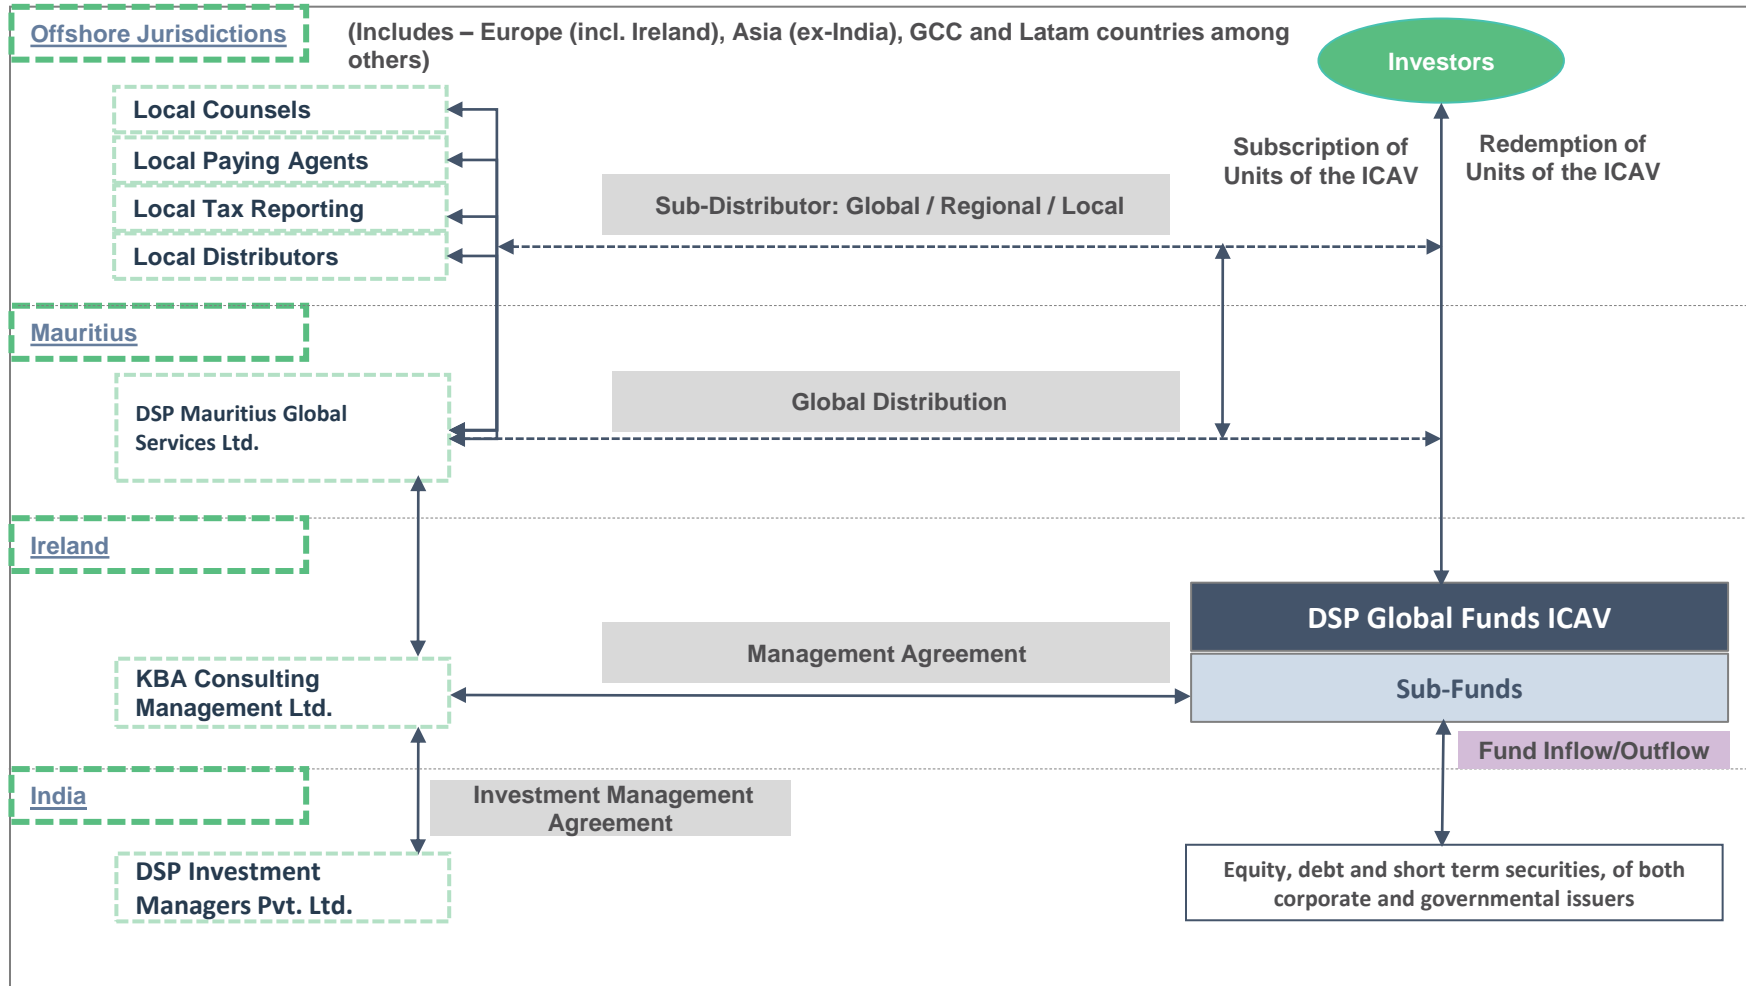 Offshore Jurisdictions
(Includes – Europe (incl. Ireland), Asia (ex-India), GCC and Latam countries among
others)
Investors
Local Counsels
Local Paying Agents
Local Tax Reporting
Local Distributors
Subscription of
Units of the ICAV
Redemption of
Units of the ICAV
Sub-Distributor: Global / Regional / Local
Mauritius
DSP Mauritius Global
Services Ltd.
Global Distribution
Ireland
DSP Global Funds ICAV
KBA Consulting
Management Ltd.
Management Agreement
Sub-Funds
Fund Inflow/Outflow
India
Investment Management
Agreement
DSP Investment
Managers Pvt. Ltd.
Equity, debt and short term securities, of both
corporate and governmental issuers